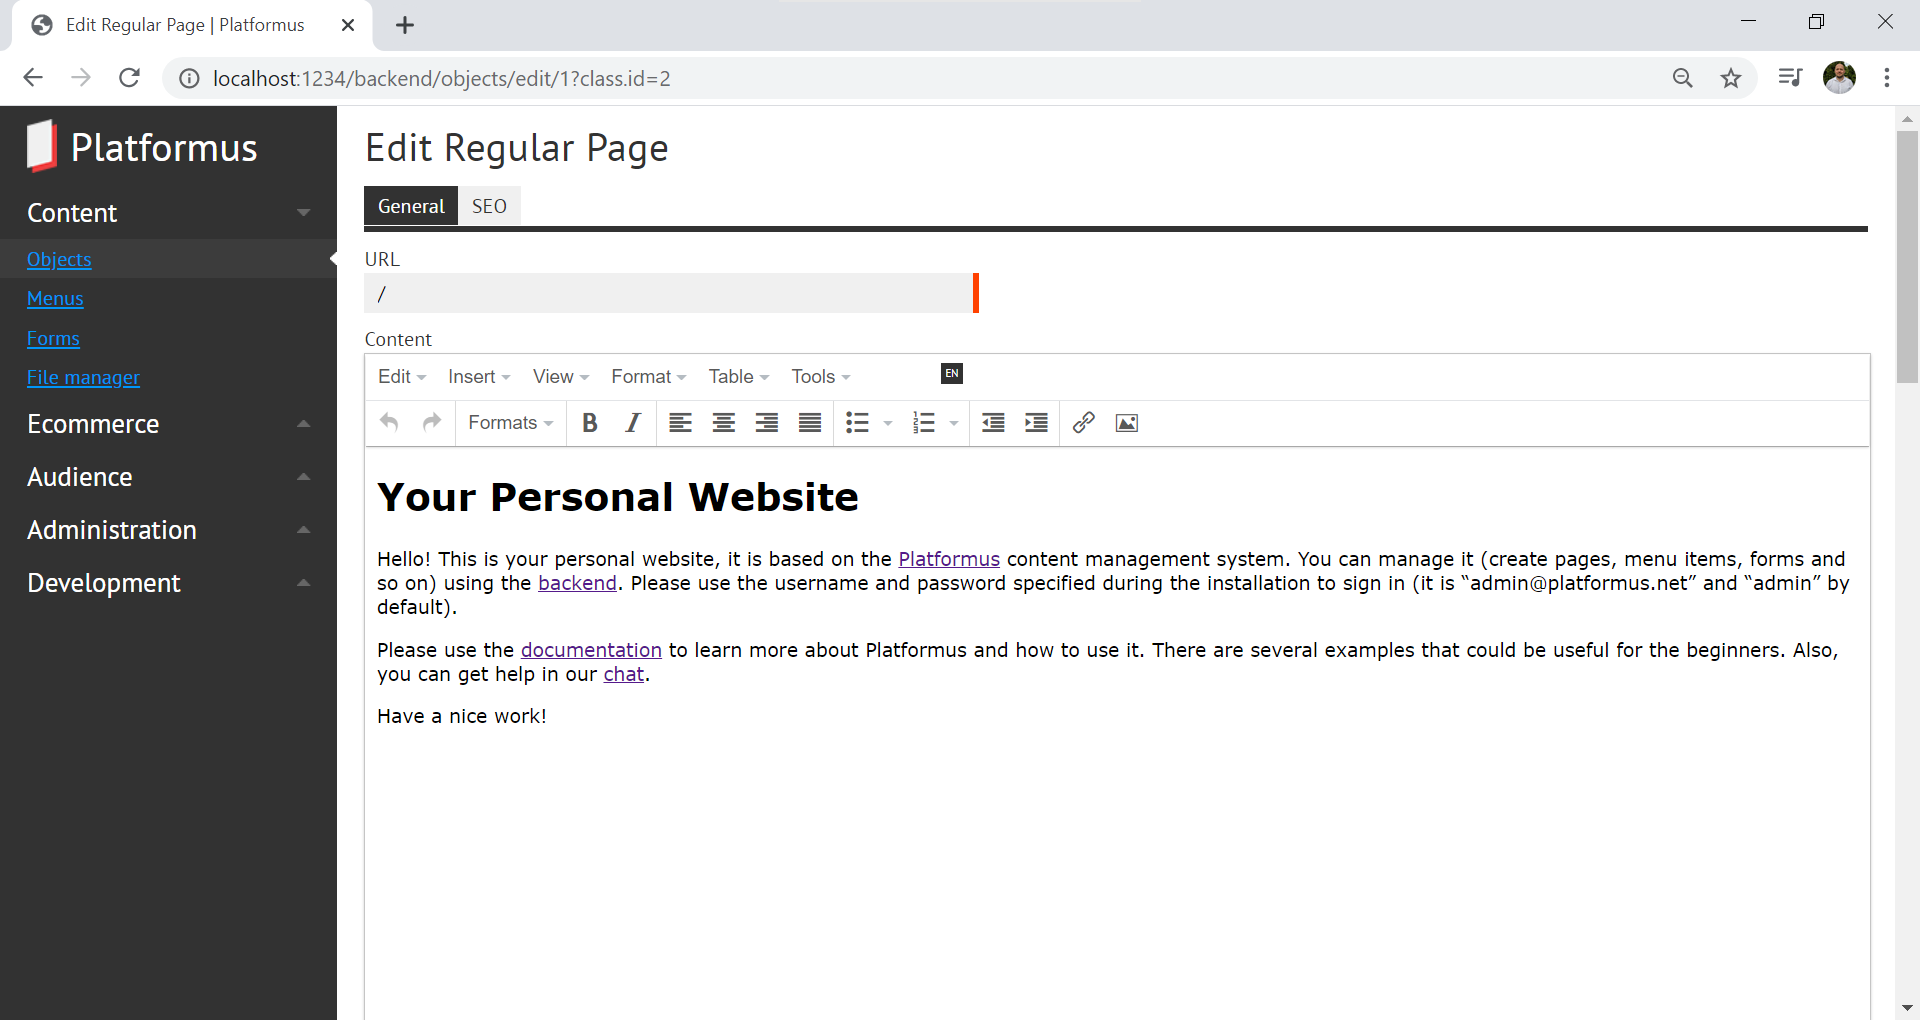 Edit Regular Page | Platformus
localhost:1234/backend/objects/edit/1?class.id=2
Platformus
Content
Objects
Menus
Forms
File manager
Ecommerce
Audience
Administration
Development
Edit Regular Page
General SEO
URL
/
Content
Edit Insert View Format Table Tools EN
Formats B I
Your Personal Website
Hello! This is your personal website, it is based on the Platformus content management system. You can manage it (create pages, menu items, forms and
so on) using the backend. Please use the username and password specified during the installation to sign in (it is “admin@platformus.net” and “admin” by
default).
Please use the documentation to learn more about Platformus and how to use it. There are several examples that could be useful for the beginners. Also,
you can get help in our chat.
Have a nice work!